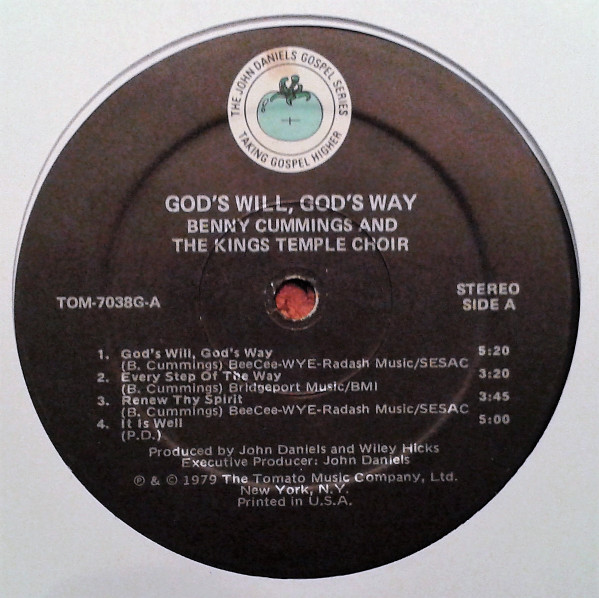 THE JOHN DANIELS GOSPEL SERIES
TAKING GOSPEL HIGHER
GOD'S WILL, GOD'S WAY
BENNY CUMMINGS AND
THE KINGS TEMPLE CHOIR
TOM-7038G-A
STEREO
SIDE A
1. God's Will, God's Way 5:20
(B. Cummings) BeeCee-WYE-Radash Music/SESAC
2. Every Step Of The Way 3:20
(B. Cummings) Bridgeport Music/BMI
3. Renew Thy Spirit 3:45
(B. Cummings) BeeCee-WYE-Radash Music/SESAC
4. It is Well 5:00
(P.D.)
Produced by John Daniels and Wiley Hicks
Executive Producer: John Daniels
℗ & © 1979 The Tomato Music Company, Ltd.
New York, N.Y.
Printed in U.S.A.